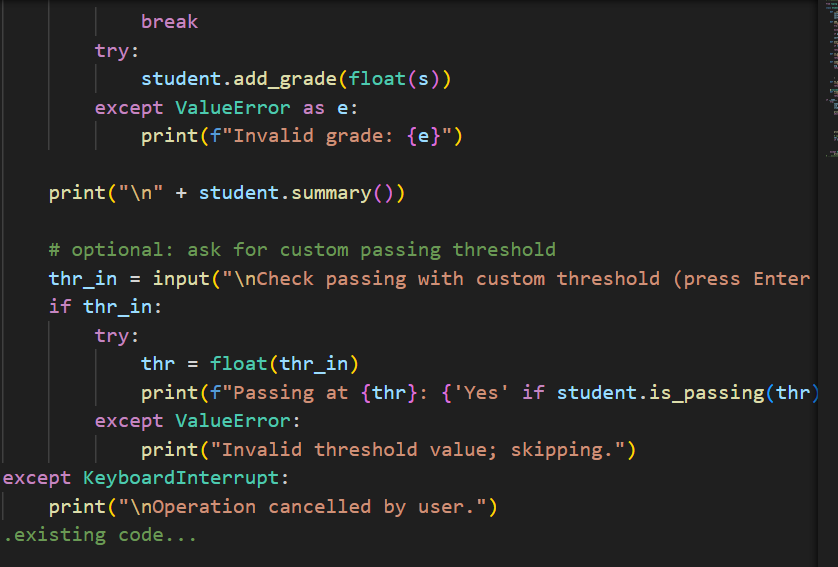 break
try:
student.add_grade(float(s))
except ValueError as e:
print(f"Invalid grade: {e}")
print("\n" + student.summary())
# optional: ask for custom passing threshold
thr_in = input("\nCheck passing with custom threshold (press Enter
if thr_in:
try:
thr = float(thr_in)
print(f"Passing at {thr}: {'Yes' if student.is_passing(thr)
except ValueError:
print("Invalid threshold value; skipping.")
except KeyboardInterrupt:
print("\nOperation cancelled by user.")
.existing code...